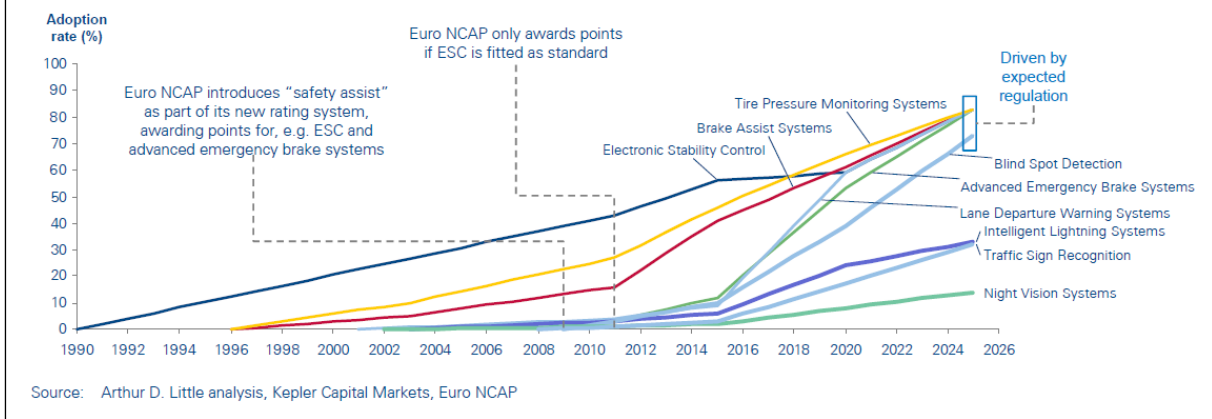 Adoption
rate (%)
Euro NCAP only awards points
if ESC is fitted as standard
Euro NCAP introduces “safety assist”
as part of its new rating system,
awarding points for, e.g. ESC and
advanced emergency brake systems
Driven by
expected
regulation
100
90
80
70
60
50
40
30
20
10
0
Tire Pressure Monitoring Systems
Brake Assist Systems
Electronic Stability Control
Blind Spot Detection
Advanced Emergency Brake Systems
Lane Departure Warning Systems
Intelligent Lightning Systems
Traffic Sign Recognition
Night Vision Systems
1990 1992 1994 1996 1998 2000 2002 2004 2006 2008 2010 2012 2014 2016 2018 2020 2022 2024 2026
Source: Arthur D. Little analysis, Kepler Capital Markets, Euro NCAP